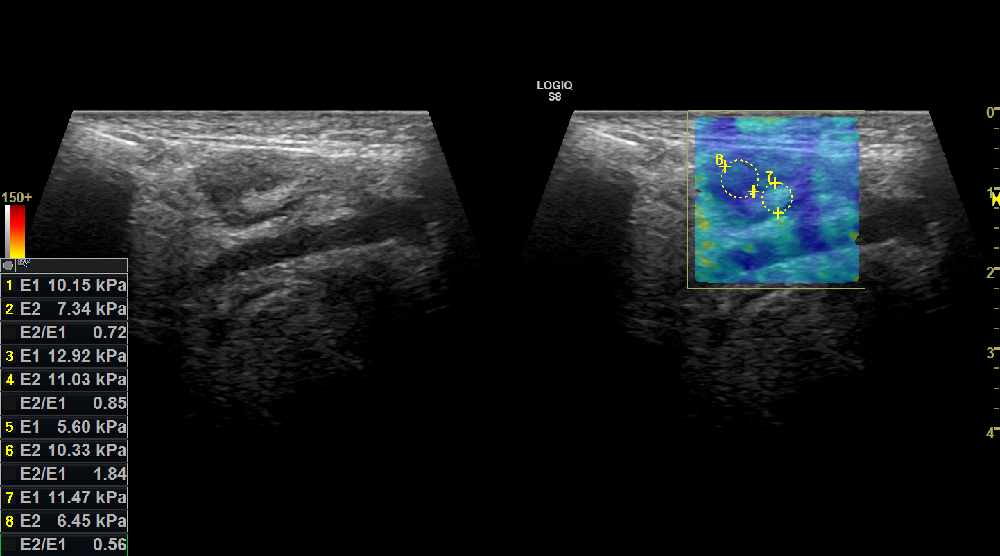 LOGIQ
S8
0
8
7
1
150+
1 E1 10.15 kPa
2 E2 7.34 kPa
2
E2/E1 0.72
3 E1 12.92 kPa
3
4 E2 11.03 kPa
E2/E1 0.85
5 E1 5.60 kPa
4
6 E2 10.33 kPa
E2/E1 1.84
7 E1 11.47 kPa
8 E2 6.45 kPa
E2/E1 0.56